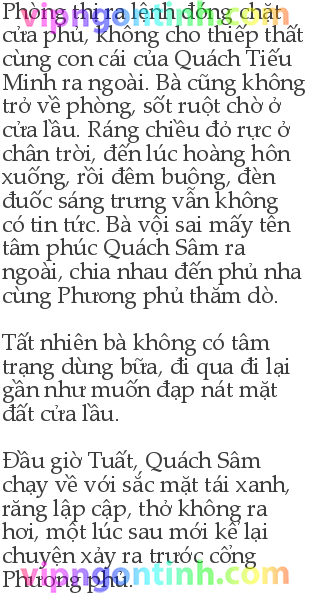 Phòng thị ra lệnh đóng chặt
vipngontinh.com
cửa phủ, không cho thiếp thất
cùng con cái của Quách Tiếu
Minh ra ngoài. Bà cũng không
trở về phòng, sốt ruột chờ ở
cửa lầu. Ráng chiều đỏ rực ở
chân trời, đến lúc hoàng hôn
xuống, rồi đêm buông, đèn
đuốc sáng trưng vẫn không
có tin tức. Bà vội sai mấy tên
tâm phúc Quách Sâm ra
ngoài, chia nhau đến phủ nha
cùng Phương phủ thăm dò.
Tất nhiên bà không có tâm
trạng dùng bữa, đi qua đi lại
gần như muốn đạp nát mặt
đất cửa lầu.
Đầu giờ Tuất, Quách Sâm
chạy về với sắc mặt tái xanh,
răng lập cập, thở không ra
hơi, một lúc sau mới kể lại
chuyện xảy ra trước cổng
Phương phủ.
vipngontinh.com